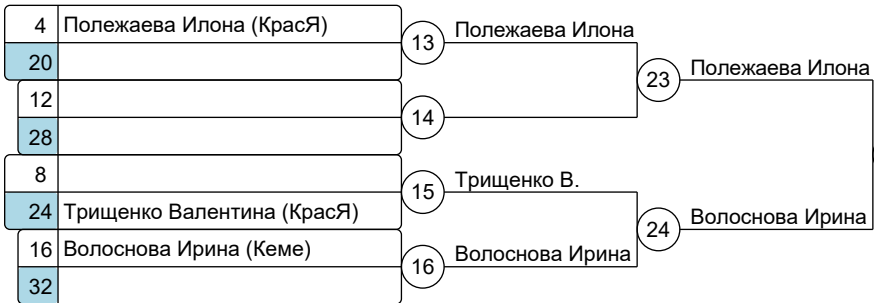 4 Полежаева Илона (КрасЯ)
20
13 Полежаева Илона
12
28
14
23 Полежаева Илона
8
24 Трищенко Валентина (КрасЯ)
15 Трищенко В.
16 Волоснова Ирина (Кеме)
32
16 Волоснова Ирина
24 Волоснова Ирина